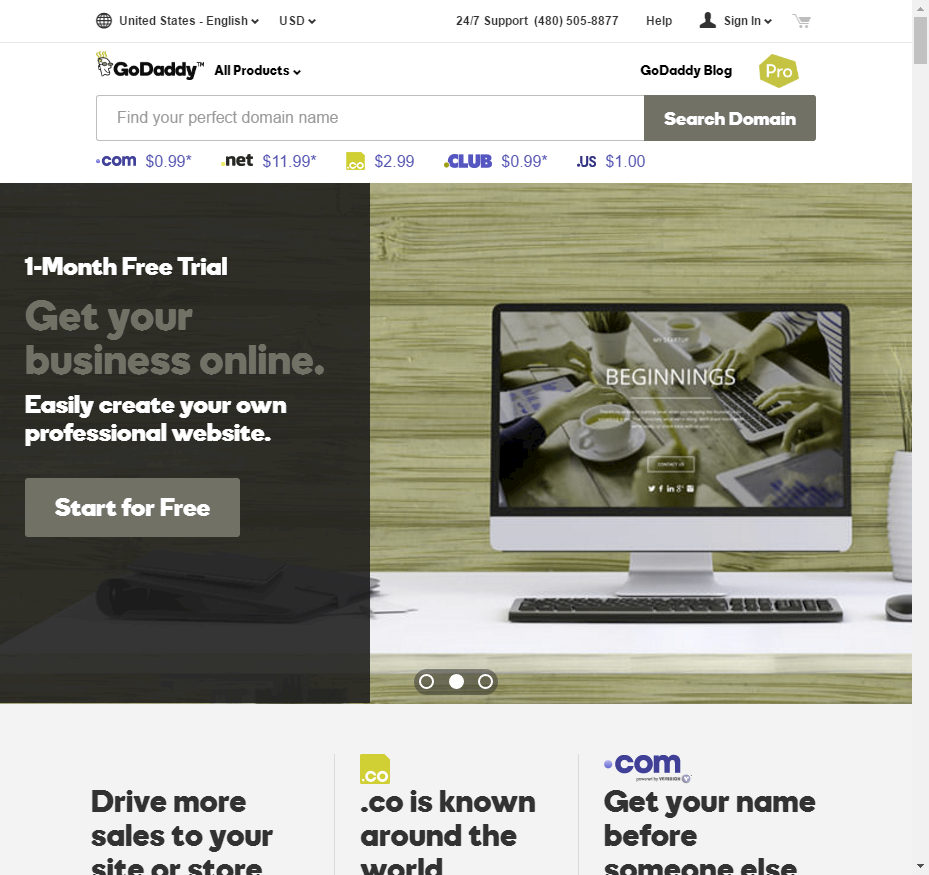 United States - English USD 24/7 Support (480) 505-8877 Help Sign In
GoDaddy™ All Products GoDaddy Blog Pro
Find your perfect domain name Search Domain
.com $0.99* .net $11.99* .co $2.99 .CLUB $0.99* .US $1.00
1-Month Free Trial
Get your
business online.
Easily create your own
professional website.
Start for Free
MY STARTUP
BEGINNINGS
CONTACT US
.co .com
powered by VERISIGN
Drive more
sales to your
site or store
.co is known
around the
world
Get your name
before
someone else